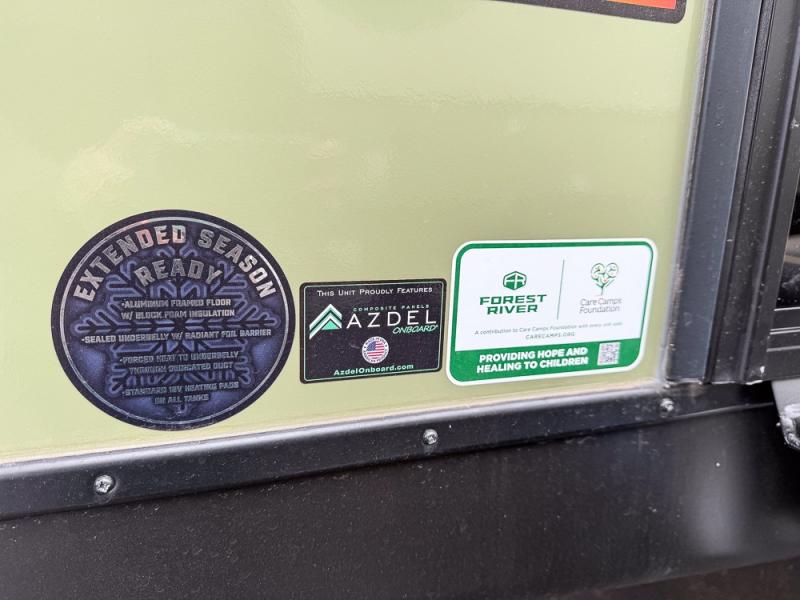 EXTENDED SEASON
READY
•ALUMINUM FRAMED FLOOR
W/ BLOCK FOAM INSULATION
•SEALED UNDERBELLY W/ RADIANT FOIL BARRIER
•FORCED HEAT TO UNDERBELLY
THROUGH DEDICATED DUCT
•STANDARD 12V HEATING PADS
ON ALL TANKS
THIS UNIT PROUDLY FEATURES
COMPOSITE PANELS
AZDEL
ONBOARD
AzdelOnboard.com
FR
FOREST
RIVER
Care Camps
Foundation
A contribution to Care Camps Foundation with every unit sold.
CARECAMPS.ORG
PROVIDING HOPE AND
HEALING TO CHILDREN